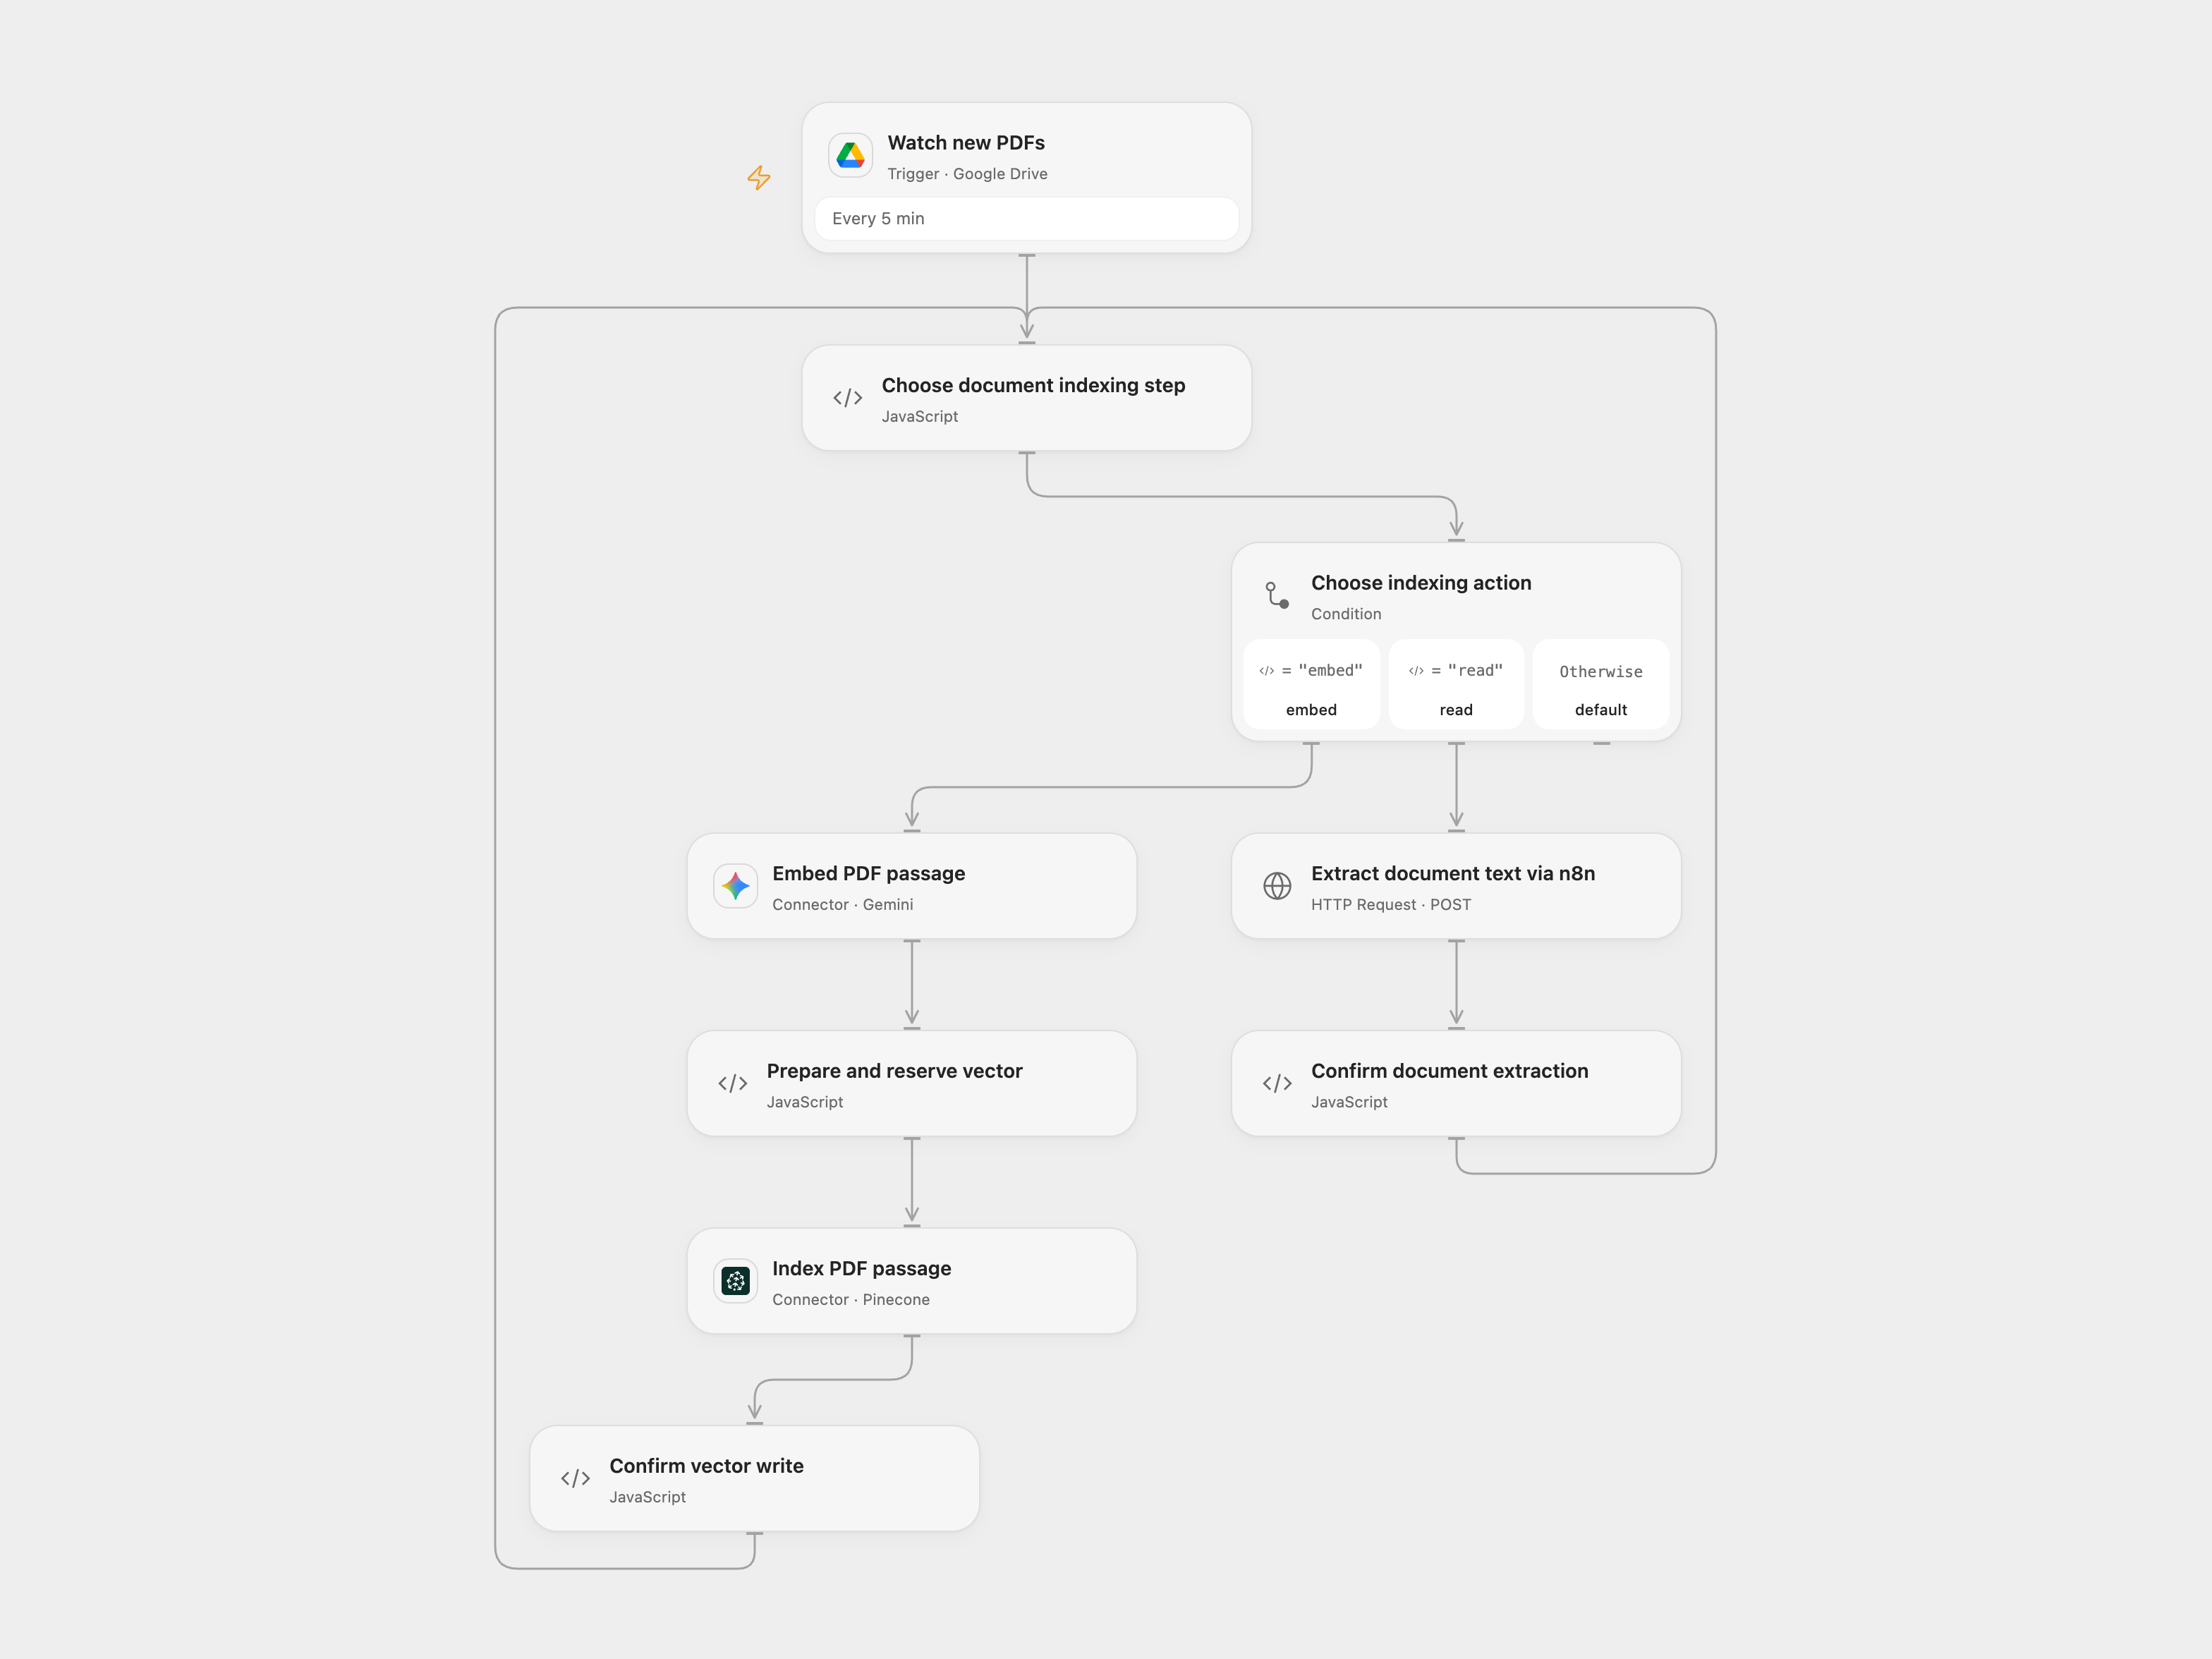 Watch new PDFs
Trigger · Google Drive
Every 5 min
Choose document indexing step
JavaScript
Choose indexing action
Condition
</> = "embed"
embed
</> = "read"
read
Otherwise
default
Embed PDF passage
Connector · Gemini
Extract document text via n8n
HTTP Request · POST
Prepare and reserve vector
JavaScript
Confirm document extraction
JavaScript
Index PDF passage
Connector · Pinecone
Confirm vector write
JavaScript